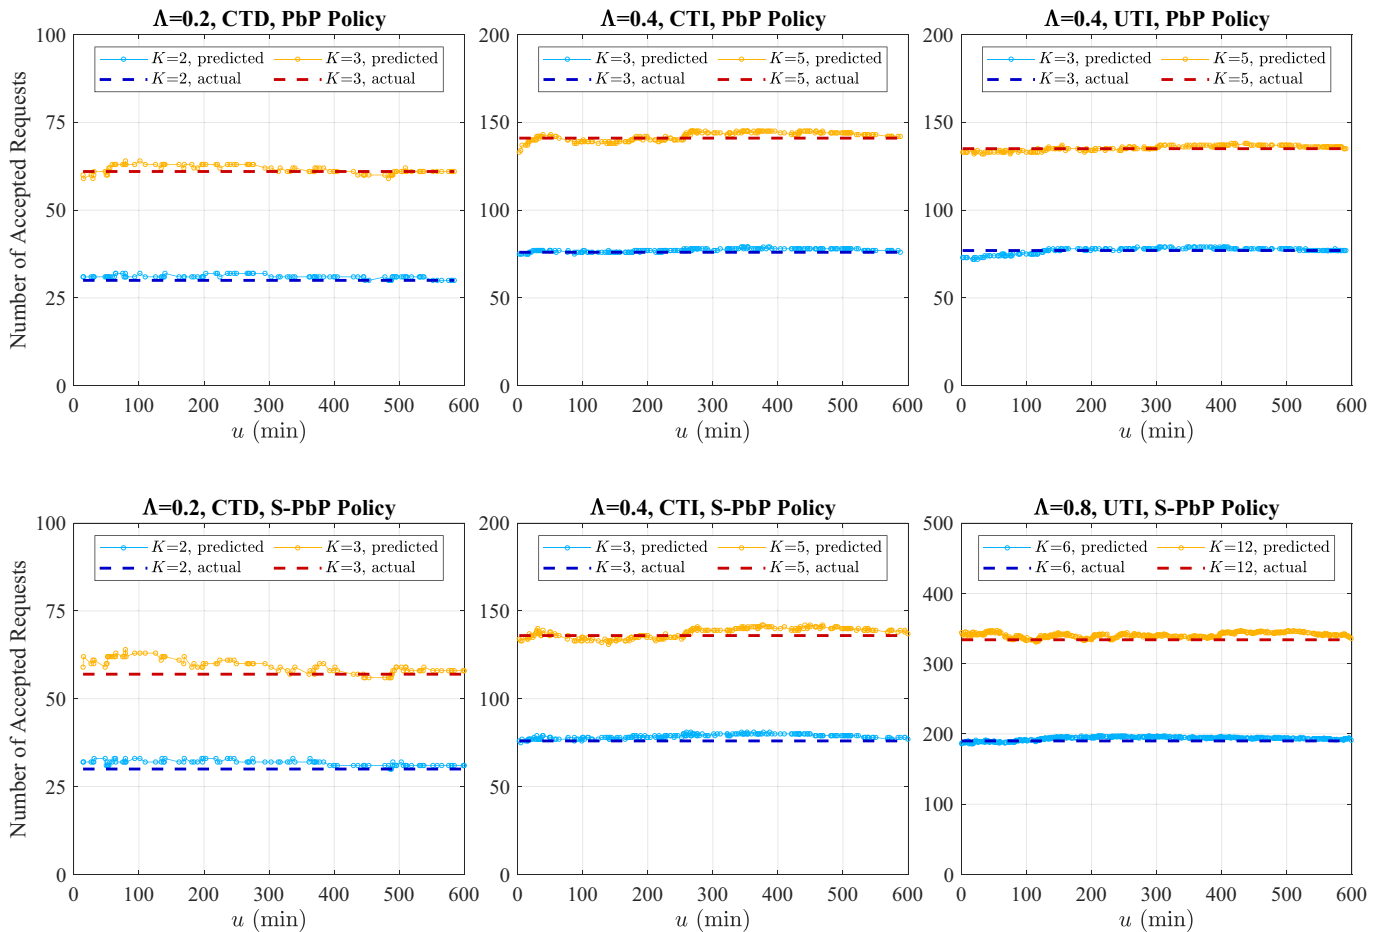 Λ=0.2, CTD, PbP Policy
Number of Accepted Requests
100
75
50
25
0
K=2, predicted K=3, predicted
K=2, actual K=3, actual
0 100 200 300 400 500 600
u (min)
Λ=0.4, CTI, PbP Policy
200
150
100
50
0
K=3, predicted K=5, predicted
K=3, actual K=5, actual
0 100 200 300 400 500 600
u (min)
Λ=0.4, UTI, PbP Policy
200
150
100
50
0
K=3, predicted K=5, predicted
K=3, actual K=5, actual
0 100 200 300 400 500 600
u (min)
Λ=0.2, CTD, S-PbP Policy
Number of Accepted Requests
100
75
50
25
0
K=2, predicted K=3, predicted
K=2, actual K=3, actual
0 100 200 300 400 500 600
u (min)
Λ=0.4, CTI, S-PbP Policy
200
150
100
50
0
K=3, predicted K=5, predicted
K=3, actual K=5, actual
0 100 200 300 400 500 600
u (min)
Λ=0.8, UTI, S-PbP Policy
500
400
300
200
100
0
K=6, predicted K=12, predicted
K=6, actual K=12, actual
0 100 200 300 400 500 600
u (min)